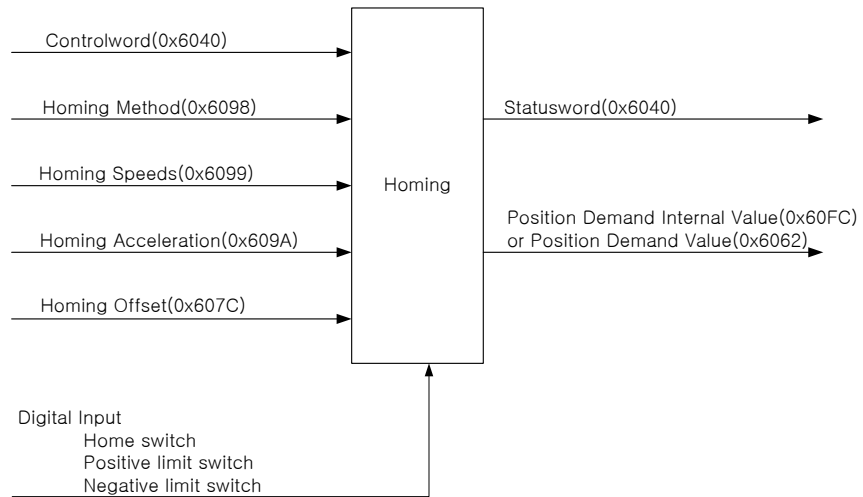 Controlword(0x6040)
Homing Method(0x6098)
Homing Speeds(0x6099)
Homing Acceleration(0x609A)
Homing Offset(0x607C)
Homing
Statusword(0x6040)
Position Demand Internal Value(0x60FC)
or Position Demand Value(0x6062)
Digital Input
Home switch
Positive limit switch
Negative limit switch